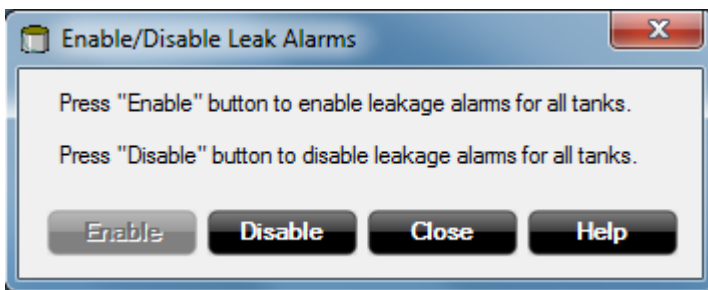 Enable/Disable Leak Alarms
Press "Enable" button to enable leakage alarms for all tanks.
Press "Disable" button to disable leakage alarms for all tanks.
Enable Disable Close Help